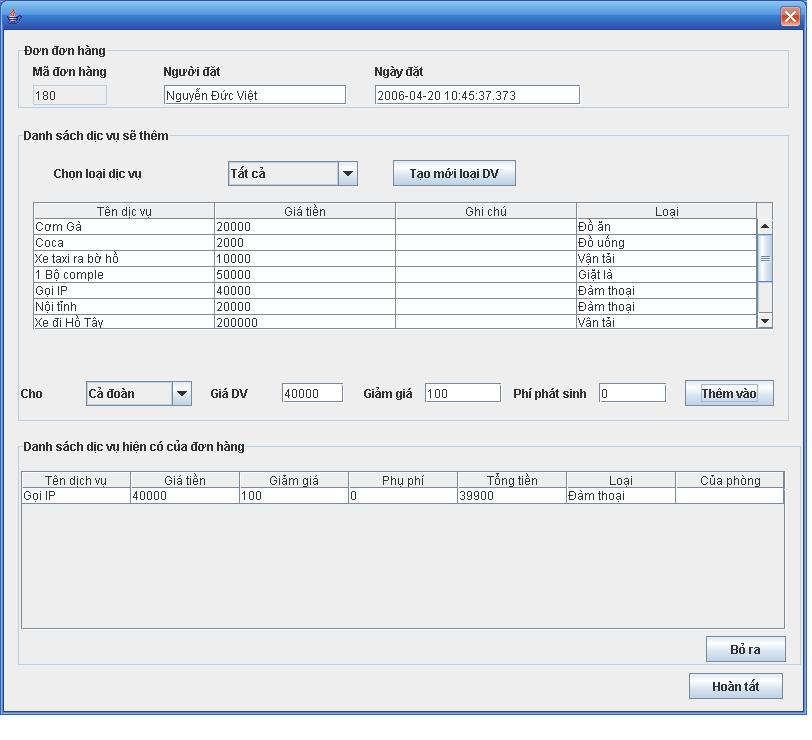 Đơn đơn hàng
Mã đơn hàng Người đặt Ngày đặt
180 Nguyễn Đức Việt 2006-04-20 10:45:37.373
Danh sách dịc vụ sẽ thêm
Chọn loại dịc vụ Tất cả Tạo mới loại DV
Tên dịc vụ Giá tiền Ghi chú Loại
Cơm Gà 20000 Đồ ăn
Coca 2000 Đồ uống
Xe taxi ra bờ hồ 10000 Vận tải
1 Bộ comple 50000 Giặt là
Gọi IP 40000 Đàm thoại
Nội tỉnh 20000 Đàm thoại
Xe đi Hồ Tây 200000 Vận tải
Cho Cả đoàn Giá DV 40000 Giảm giá 100 Phí phát sinh 0 Thêm vào
Danh sách dịc vụ hiện có của đơn hàng
Tên dịch vụ Giá tiền Giảm giá Phụ phí Tổng tiền Loại Của phòng
Gọi IP 40000 100 0 39900 Đàm thoại
Bỏ ra
Hoàn tất